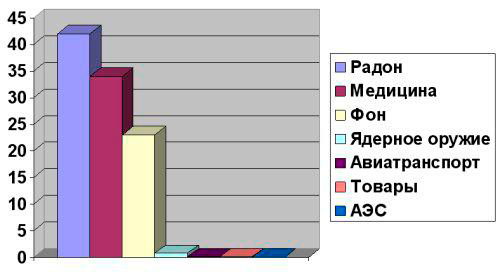 45
40
35
30
25
20
15
10
5
0
Радон
Медицина
Фон
Ядерное оружие
Авиатранспорт
Товары
АЭС